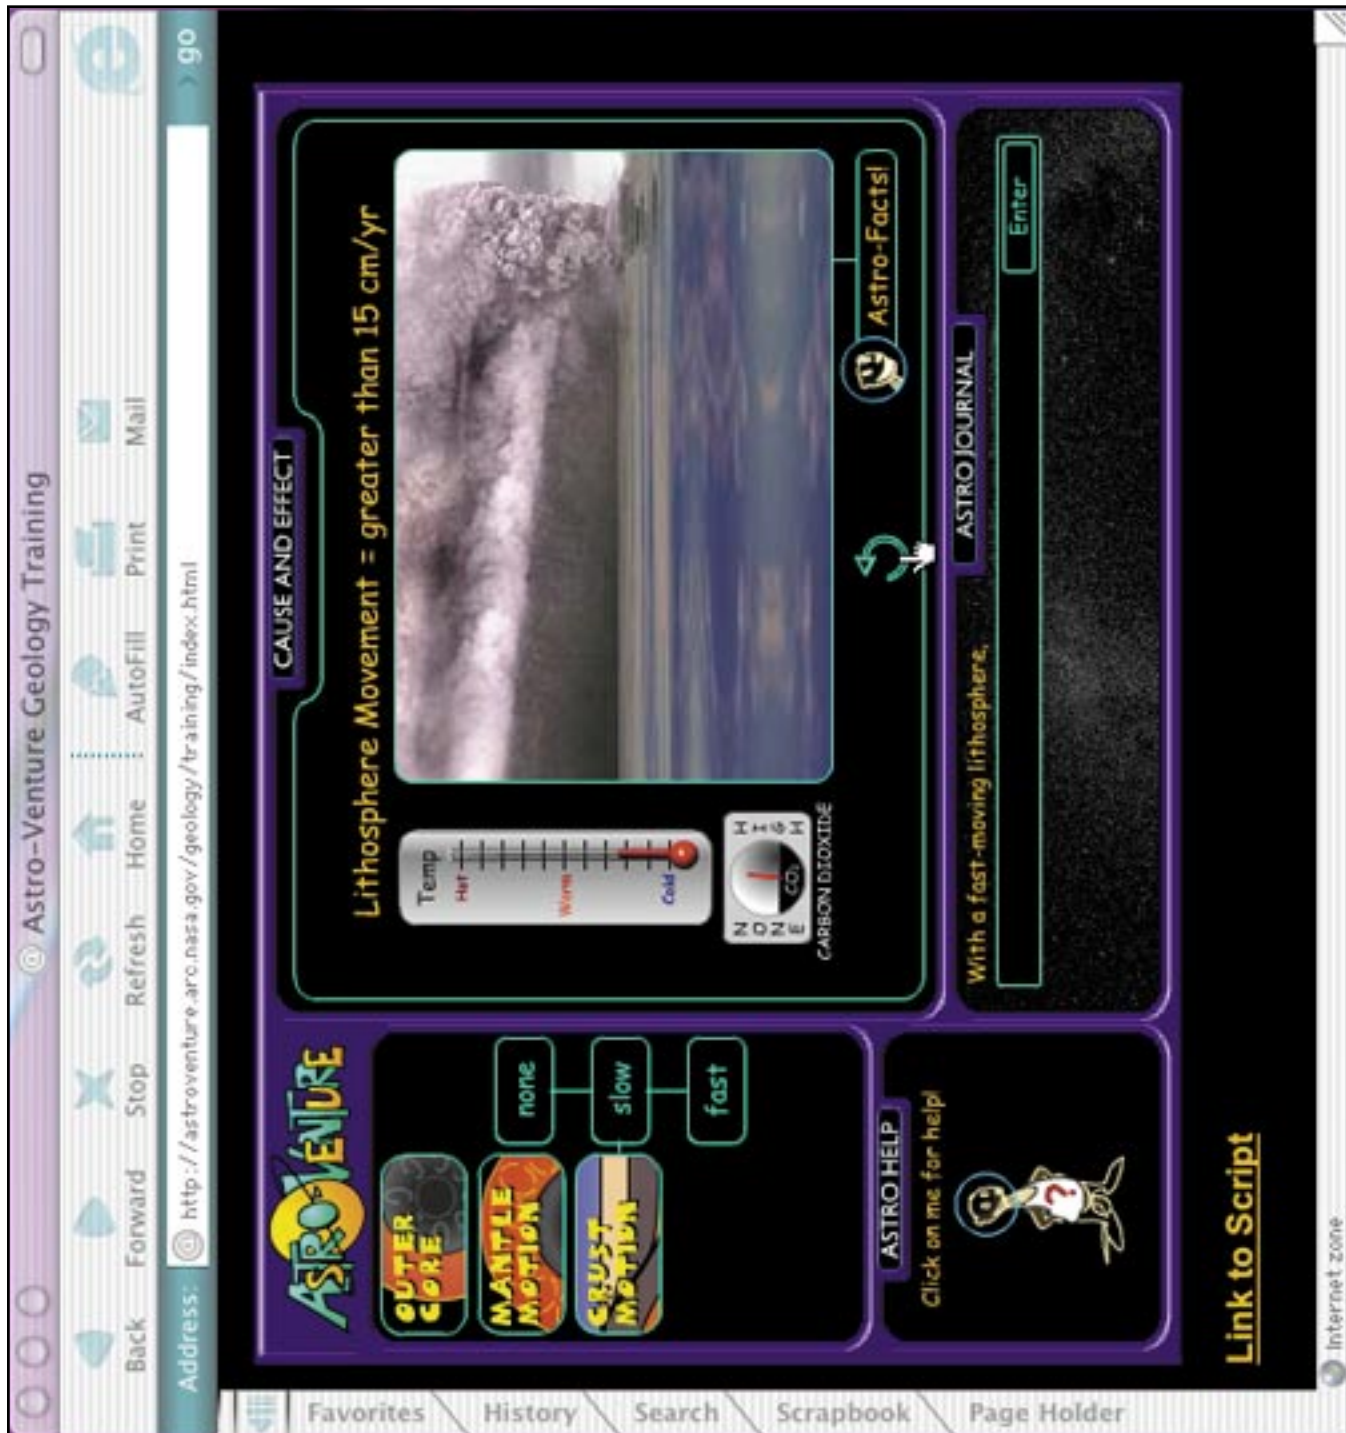 Astro-Venture Geology Training
Back Forward Stop Refresh Home AutoFill Print Mail
Address: http://astroventure.arc.nasa.gov/geology/training/index.html go
Favorites
History
Search
Scrapbook
Page Holder
ASTROVENTURE
OUTER CORE
MANTLE MOTION
CRUST MOTION
none
slow
fast
CAUSE AND EFFECT
Lithosphere Movement = greater than 15 cm/yr
Temp
Hot
Warm
Cold
NONE
CO2
HIGH
CARBON DIOXIDE
Astro-Facts!
ASTRO HELP
Click on me for help!
?
ASTRO JOURNAL
With a fast-moving lithosphere,
Enter
Link to Script
Internet zone